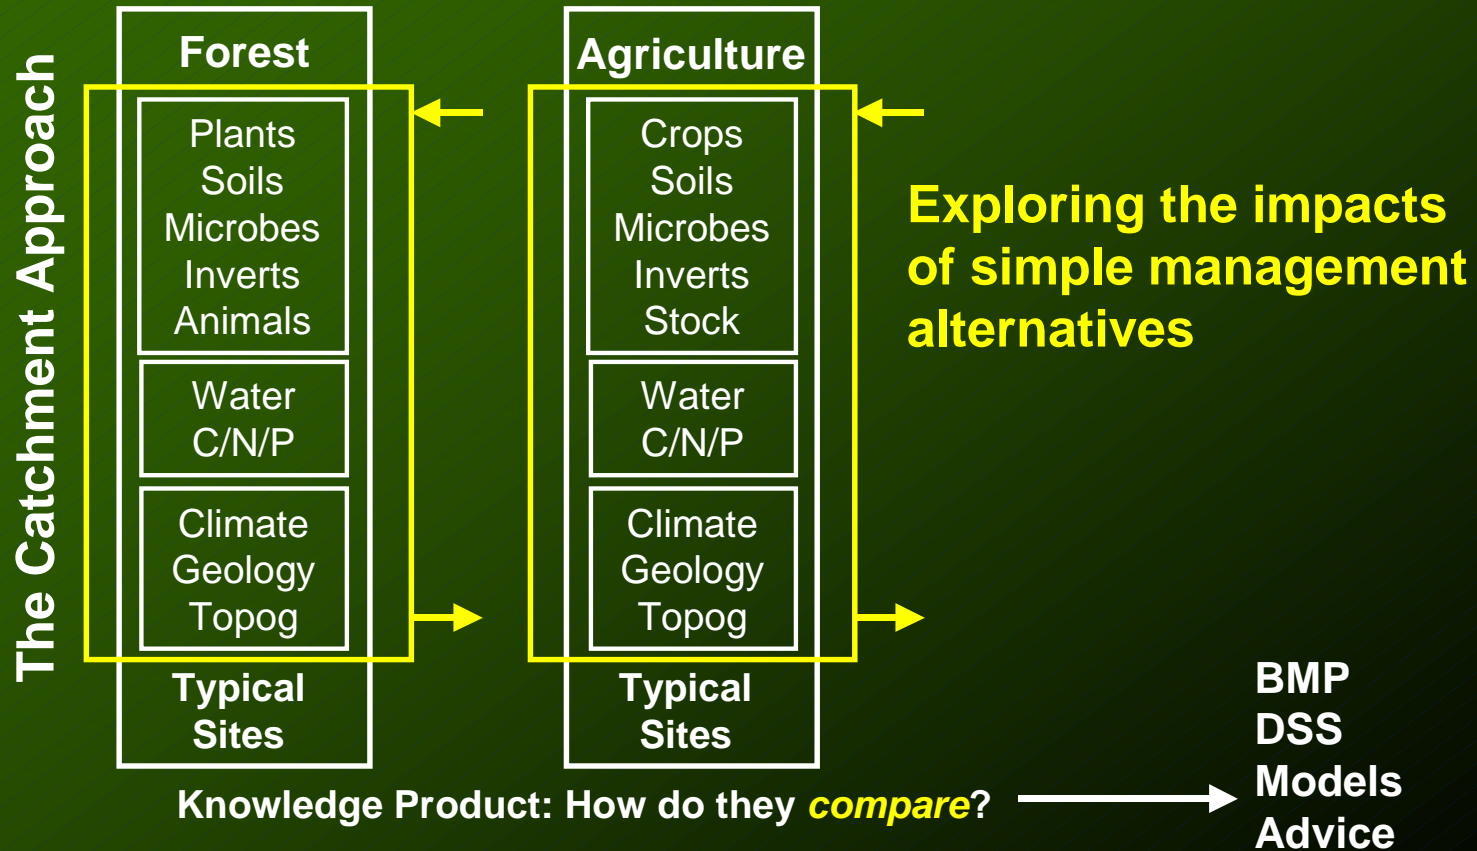 The Catchment Approach
Forest
Plants
Soils
Microbes
Inverts
Animals
Water
C/N/P
Climate
Geology
Topog
Typical
Sites
Agriculture
Crops
Soils
Microbes
Inverts
Stock
Water
C/N/P
Climate
Geology
Topog
Typical
Sites
Exploring the impacts
of simple management
alternatives
Knowledge Product: How do they compare?
BMP
DSS
Models
Advice